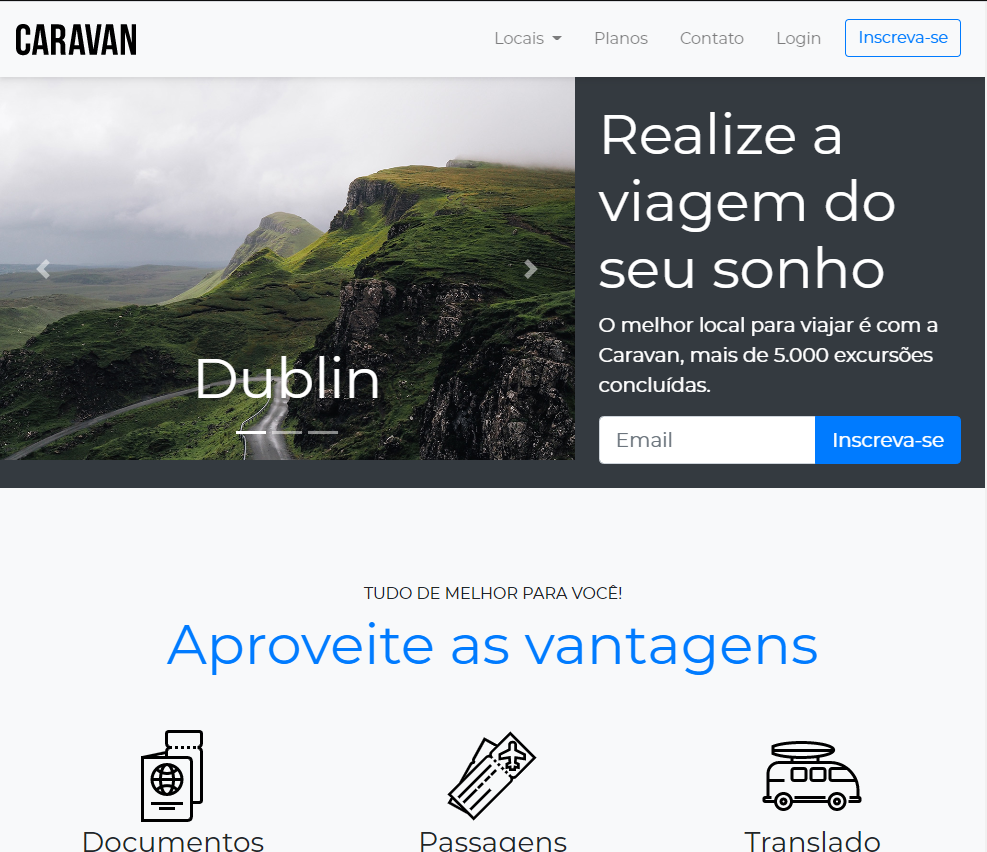 CARAVAN
Locais
Planos
Contato
Login
Inscreva-se
Dublin
Realize a
viagem do
seu sonho
O melhor local para viajar é com a
Caravan, mais de 5.000 excursões
concluídas.
Email
Inscreva-se
TUDO DE MELHOR PARA VOCÊ!
Aproveite as vantagens
Documentos
Passagens
Translado